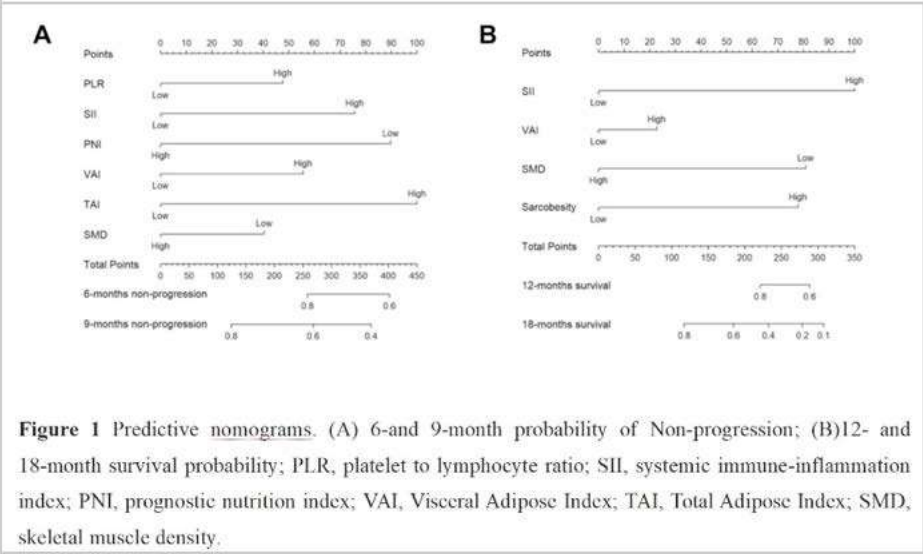 A
Points 0 10 20 30 40 50 60 70 80 90 100
PLR Low High
SII Low High
PNI High Low
VAI Low High
TAI Low High
SMD High Low
Total Points 0 50 100 150 200 250 300 350 400 450
6-months non-progression 0.8 0.6
9-months non-progression 0.8 0.6 0.4
B
Points 0 10 20 30 40 50 60 70 80 90 100
SII Low High
VAI Low High
SMD High Low
Sarcobesity Low High
Total Points 0 50 100 150 200 250 300 350
12-months survival 0.8 0.6
18-months survival 0.8 0.6 0.4 0.2 0.1
Figure 1 Predictive nomograms. (A) 6-and 9-month probability of Non-progression; (B)12- and
18-month survival probability; PLR, platelet to lymphocyte ratio; SII, systemic immune-inflammation
index; PNI, prognostic nutrition index; VAI, Visceral Adipose Index; TAI, Total Adipose Index; SMD,
skeletal muscle density.